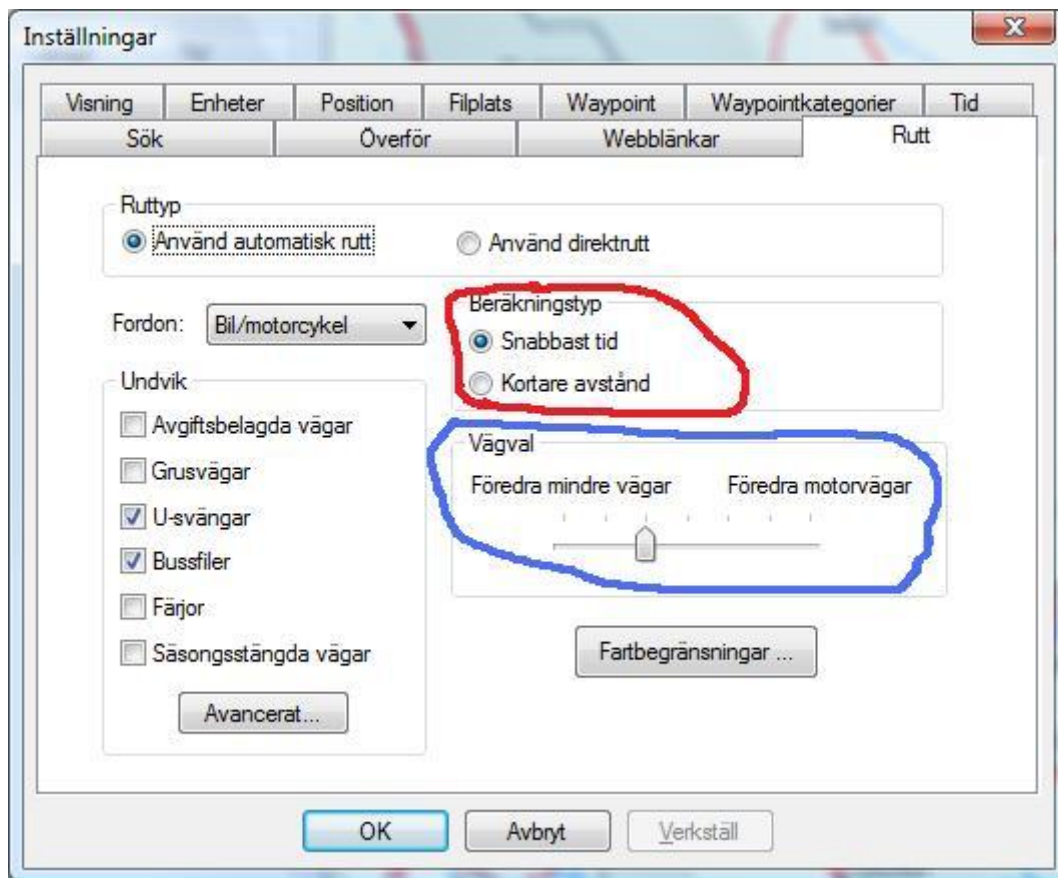 Inställningar
Visning Enheter Position Filplats Waypoint Waypointkategorier Tid
Sök Överför Webblänkar Rutt
Ruttyp
Använd automatisk rutt Använd direktrutt
Fordon: Bil/motorcykel
Beräkningstyp
Snabbast tid
Kortare avstånd
Undvik
Avgiftsbelagda vägar
Grusvägar
U-svängar
Bussfiler
Färjor
Säsongsstängda vägar
Avancerat...
Vägval
Föredra mindre vägar Föredra motorvägar
Fartbegränsningar ...
OK Avbryt Verkställ